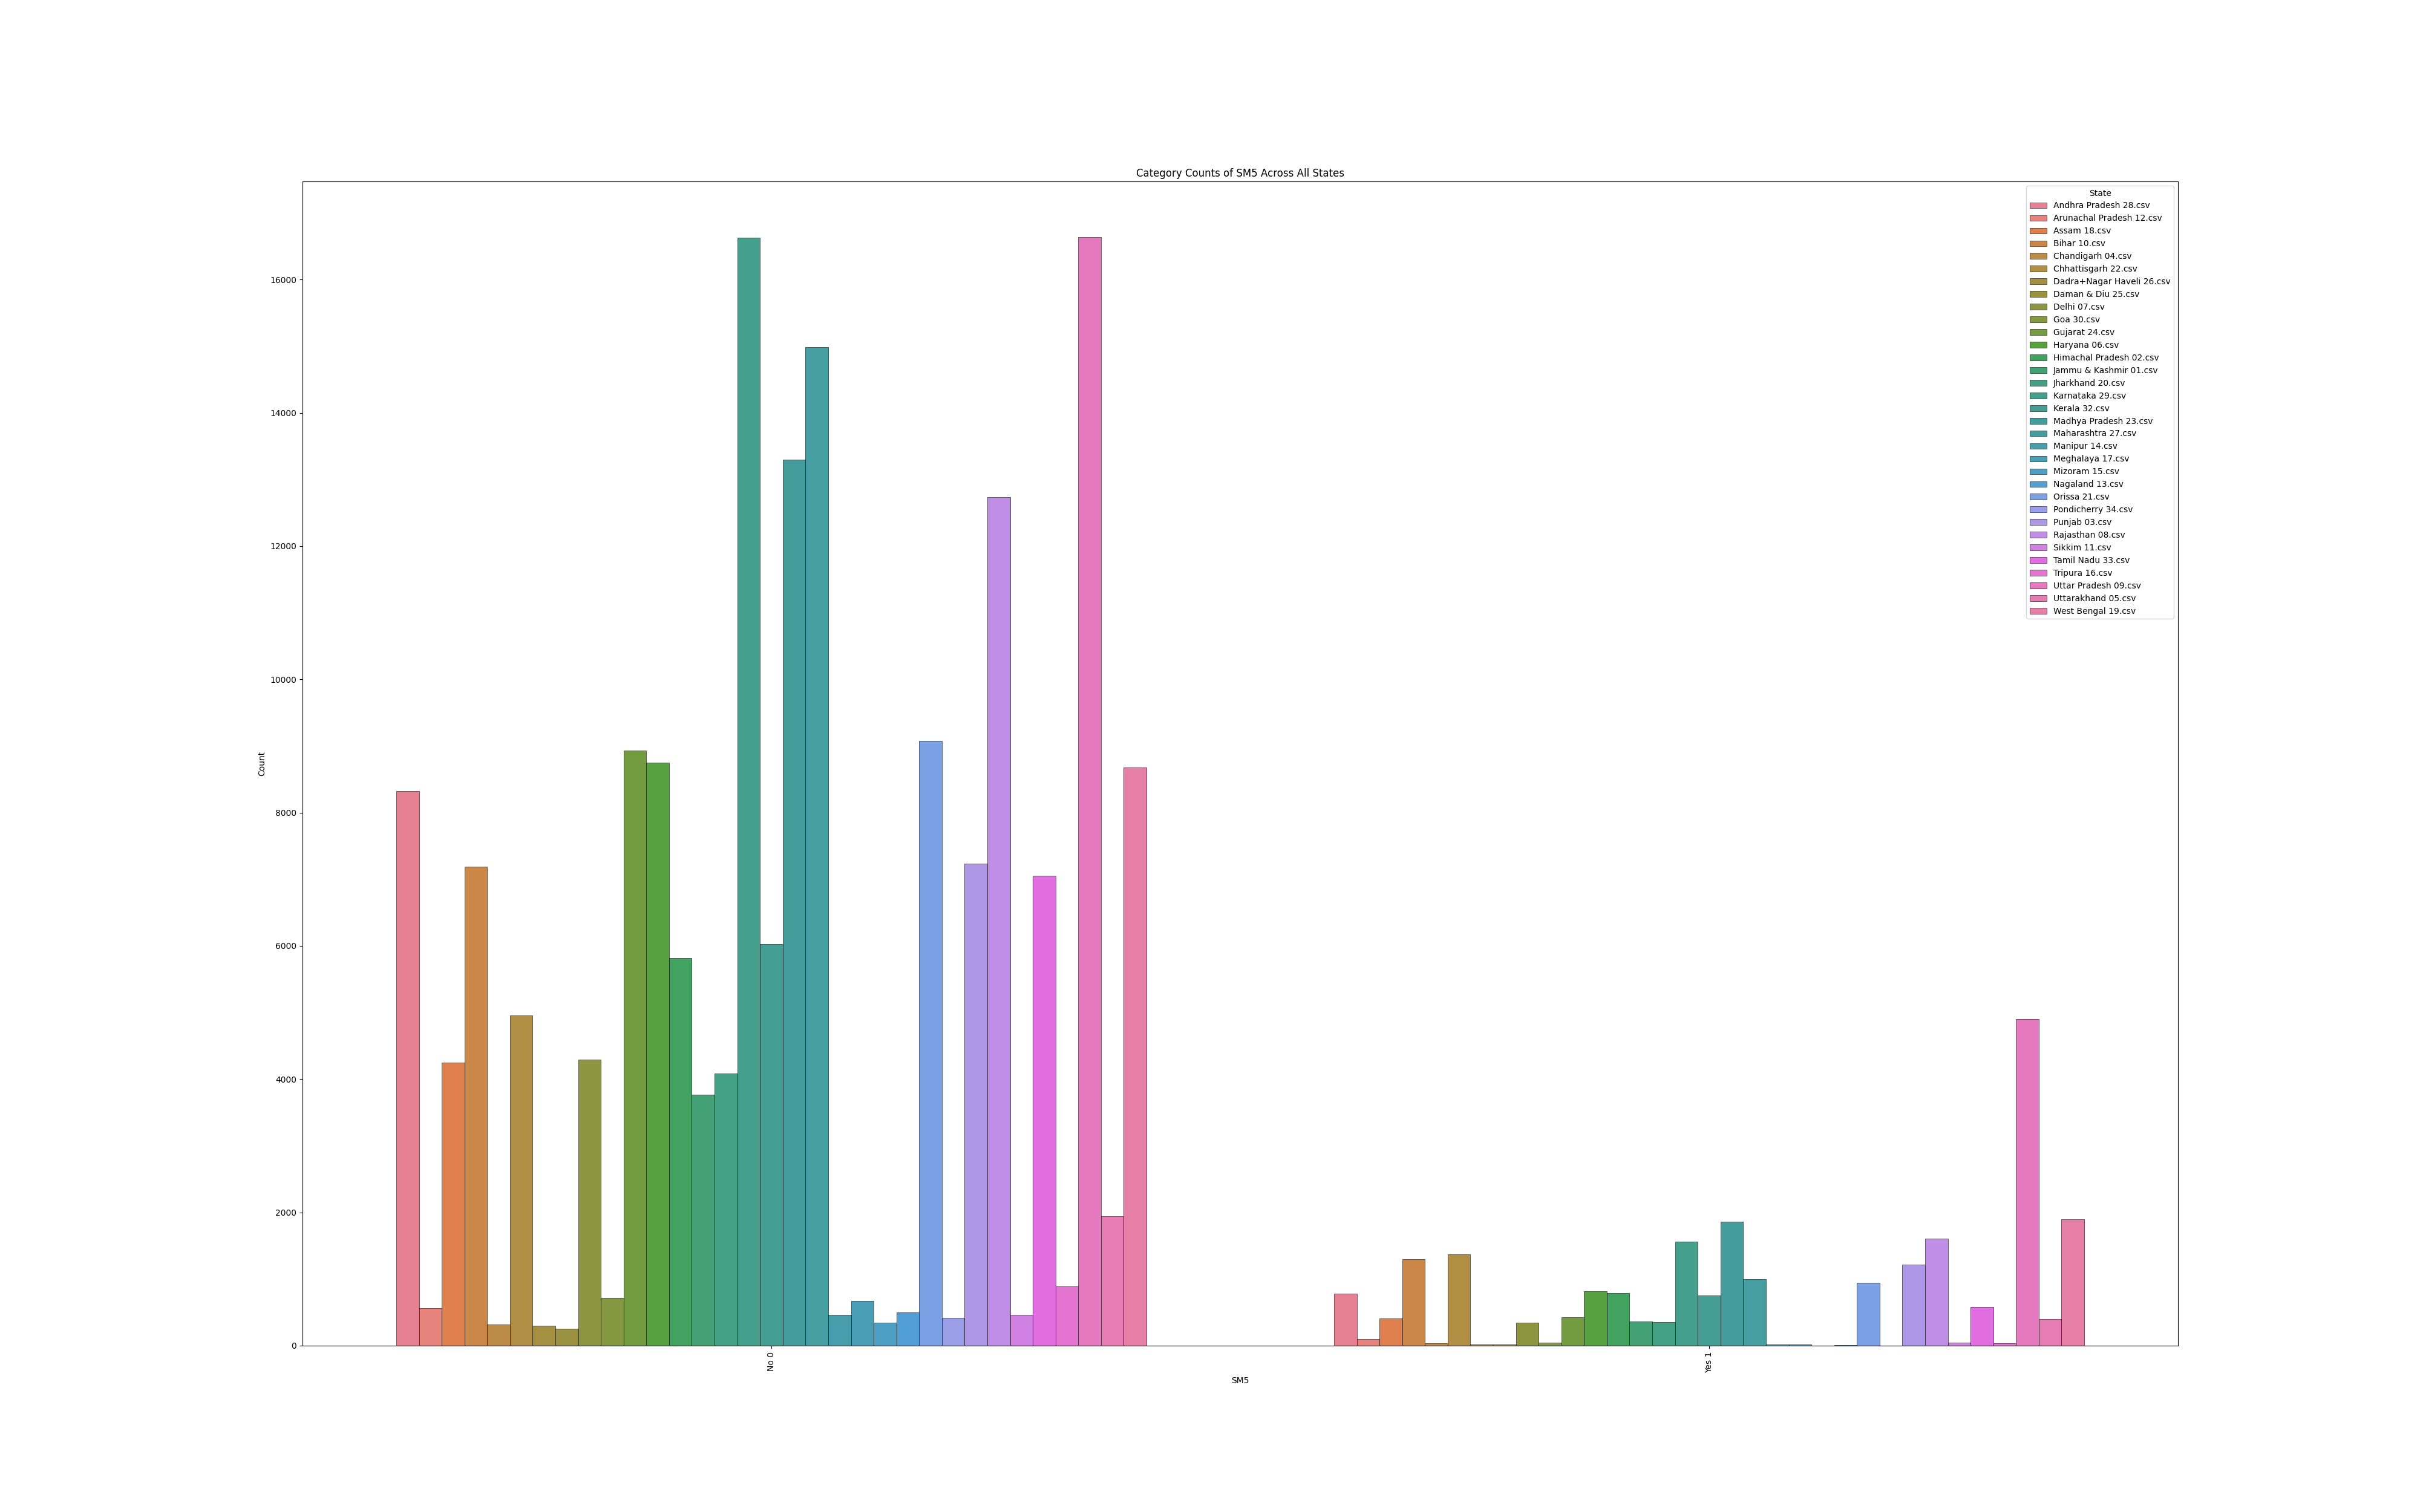 Category Counts of SM5 Across All States
State
Andhra Pradesh 28.csv
Arunachal Pradesh 12.csv
Assam 18.csv
Bihar 10.csv
Chandigarh 04.csv
Chhattisgarh 22.csv
Dadra+Nagar Haveli 26.csv
Daman & Diu 25.csv
Delhi 07.csv
Goa 30.csv
Gujarat 24.csv
Haryana 06.csv
Himachal Pradesh 02.csv
Jammu & Kashmir 01.csv
Jharkhand 20.csv
Karnataka 29.csv
Kerala 32.csv
Madhya Pradesh 23.csv
Maharashtra 27.csv
Manipur 14.csv
Meghalaya 17.csv
Mizoram 15.csv
Nagaland 13.csv
Orissa 21.csv
Pondicherry 34.csv
Punjab 03.csv
Rajasthan 08.csv
Sikkim 11.csv
Tamil Nadu 33.csv
Tripura 16.csv
Uttar Pradesh 09.csv
Uttarakhand 05.csv
West Bengal 19.csv
16000
14000
12000
10000
8000
6000
4000
2000
0
Count
No 0
Yes 1
SM5